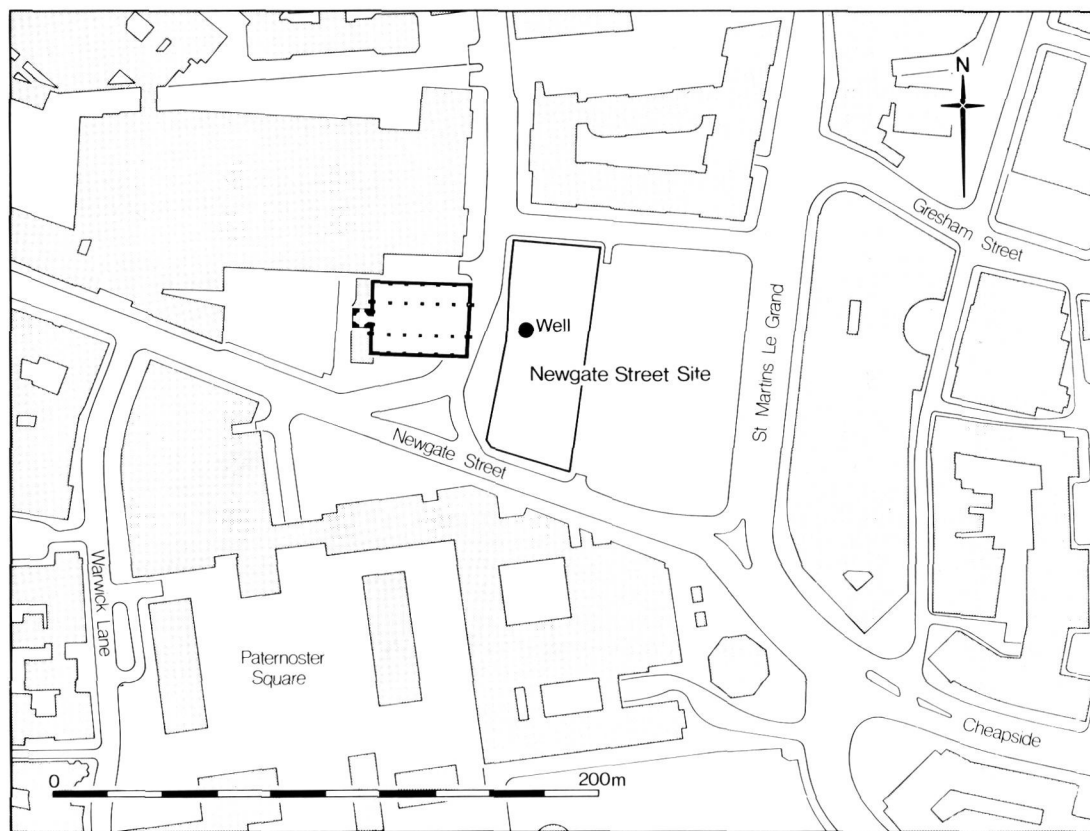 N
Gresham Street
Well
Newgate Street Site
St Martins Le Grand
Newgate Street
Warwick Lane
Paternoster
Square
Cheapside
0 200m